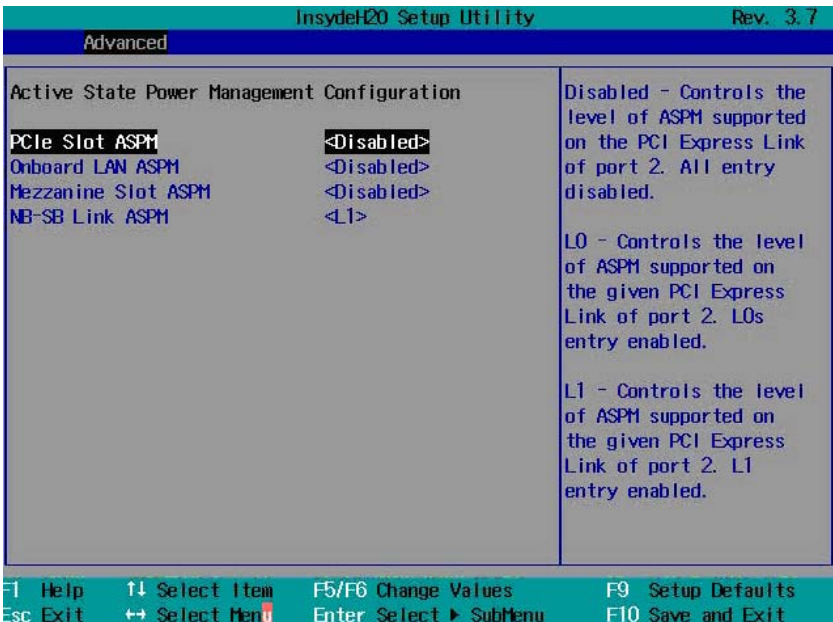 InsydeH20 Setup Utility Rev. 3.7
Advanced
Active State Power Management Configuration
PCIe Slot ASPM <Disabled>
Onboard LAN ASPM <Disabled>
Mezzanine Slot ASPM <Disabled>
NB-SB Link ASPM <L1>
Disabled - Controls the
level of ASPM supported
on the PCI Express Link
of port 2. All entry
disabled.
L0 - Controls the level
of ASPM supported on
the given PCI Express
Link of port 2. L0s
entry enabled.
L1 - Controls the level
of ASPM supported on
the given PCI Express
Link of port 2. L1
entry enabled.
F1 Help ↑↓ Select Item F5/F6 Change Values F9 Setup Defaults
Esc Exit ↔ Select Menu Enter Select ▶ SubMenu F10 Save and Exit